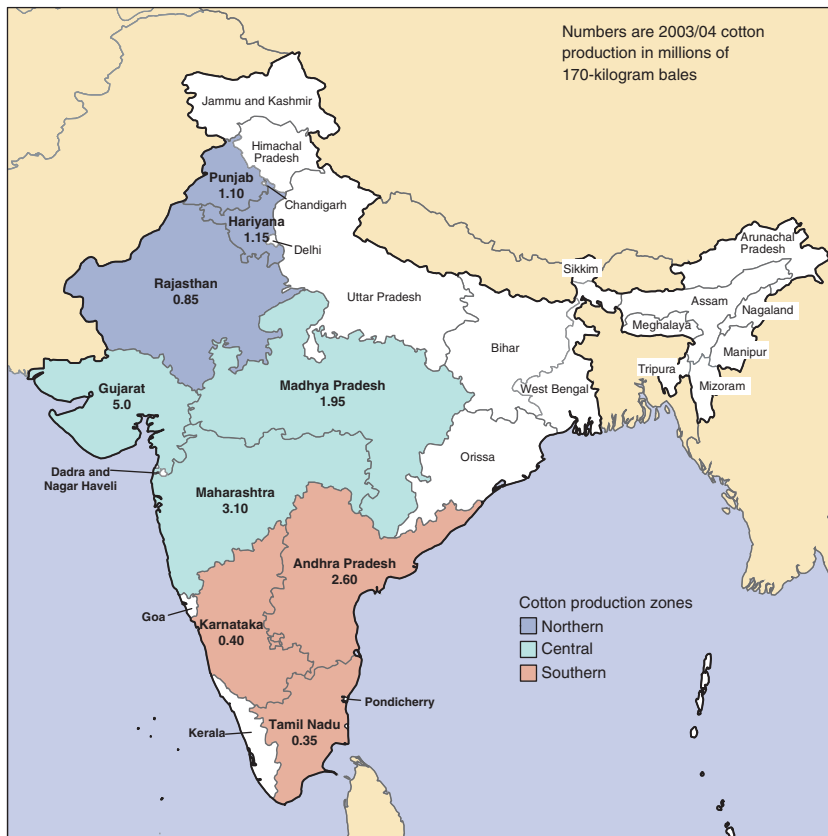 Numbers are 2003/04 cotton
production in millions of
170-kilogram bales
Jammu and Kashmir
Himachal
Pradesh
Punjab
1.10
Chandigarh
Hariyana
1.15
Delhi
Rajasthan
0.85
Uttar Pradesh
Sikkim
Arunachal
Pradesh
Assam
Nagaland
Meghalaya
Manipur
Tripura
Mizoram
Bihar
West Bengal
Gujarat
5.0
Madhya Pradesh
1.95
Orissa
Dadra and
Nagar Haveli
Maharashtra
3.10
Andhra Pradesh
2.60
Goa
Karnataka
0.40
Cotton production zones
Northern
Central
Southern
Pondicherry
Kerala
Tamil Nadu
0.35